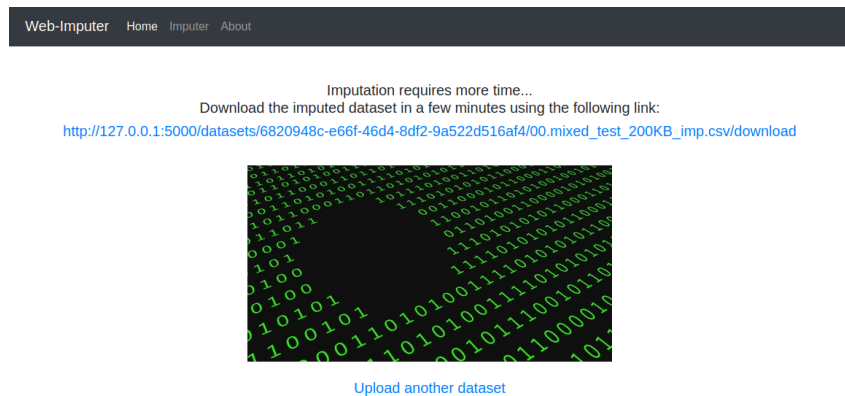 Web-Imputer Home Imputer About
Imputation requires more time...
Download the imputed dataset in a few minutes using the following link:
http://127.0.0.1:5000/datasets/6820948c-e66f-46d4-8df2-9a522d516af4/00.mixed_test_200KB_imp.csv/download
Upload another dataset